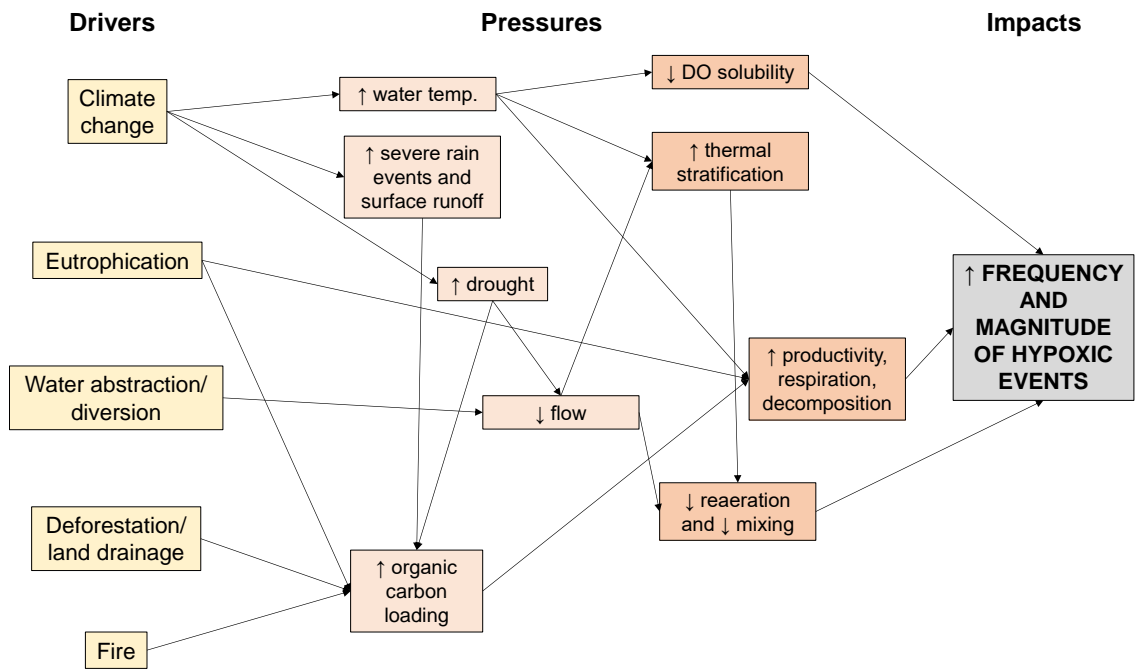 Drivers
Pressures
Impacts
Climate
change
Eutrophication
Water abstraction/
diversion
Deforestation/
land drainage
Fire
↑ water temp.
↑ severe rain
events and
surface runoff
↑ drought
↓ flow
↑ organic
carbon
loading
↓ DO solubility
↑ thermal
stratification
↑ productivity,
respiration,
decomposition
↓ reaeration
and ↓ mixing
↑ FREQUENCY
AND
MAGNITUDE
OF HYPOXIC
EVENTS